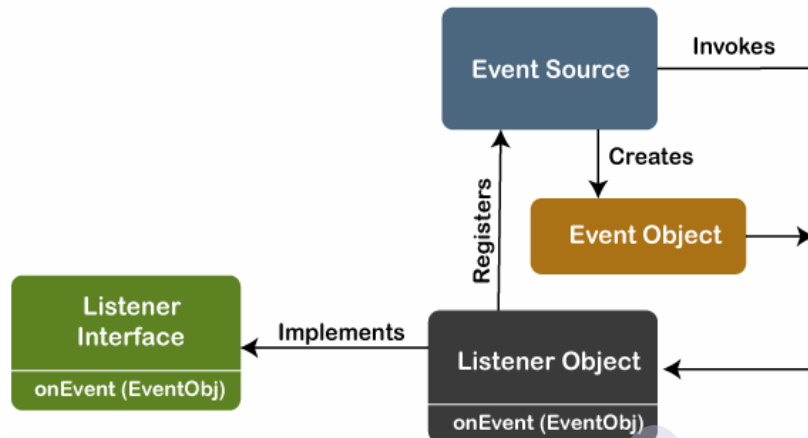 Event Source
Invokes
Creates
Registers
Event Object
Listener
Interface
onEvent (EventObj)
Implements
Listener Object
onEvent (EventObj)